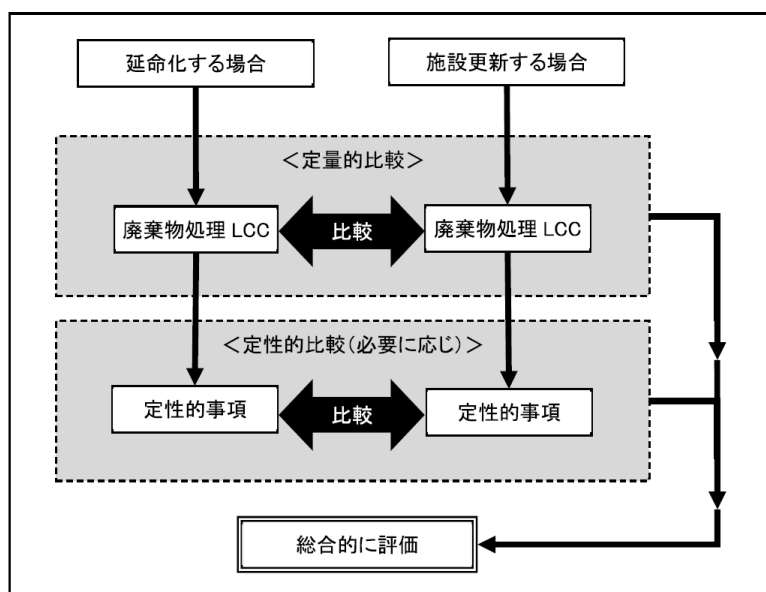 延命化する場合
施設更新する場合
＜定量的比較＞
廃棄物処理 LCC
比較
廃棄物処理 LCC
＜定性的比較（必要に応じ）＞
定性的事項
比較
定性的事項
総合的に評価